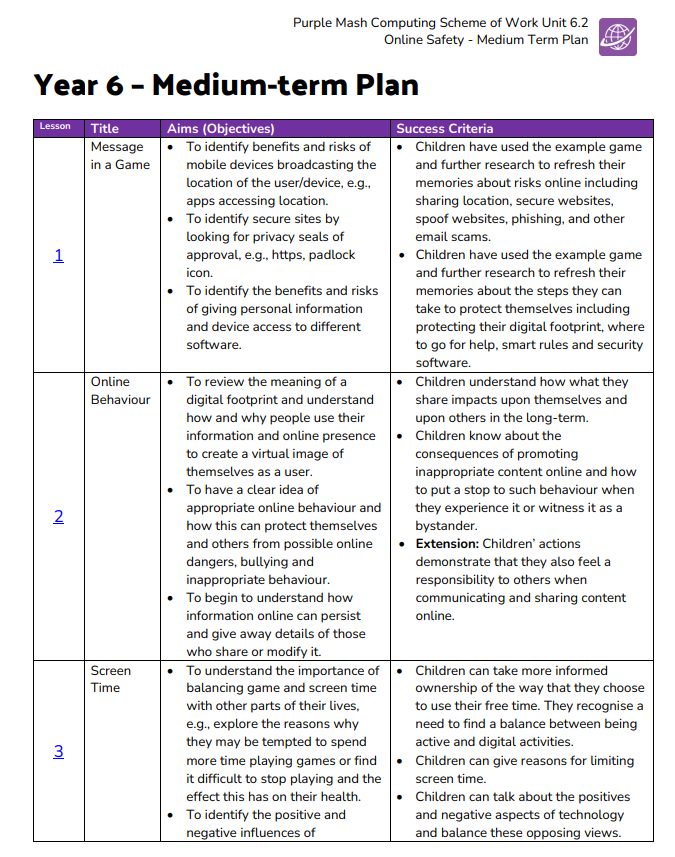 Purple Mash Computing Scheme of Work Unit 6.2
Online Safety - Medium Term Plan
Year 6 – Medium-term Plan
Lesson Title Aims (Objectives) Success Criteria
1
Message
in a Game
• To identify benefits and risks of
mobile devices broadcasting the
location of the user/device, e.g.,
apps accessing location.
• To identify secure sites by
looking for privacy seals of
approval, e.g., https, padlock
icon.
• To identify the benefits and risks
of giving personal information
and device access to different
software.
• Children have used the example game
and further research to refresh their
memories about risks online including
sharing location, secure websites,
spoof websites, phishing, and other
email scams.
• Children have used the example game
and further research to refresh their
memories about the steps they can
take to protect themselves including
protecting their digital footprint, where
to go for help, smart rules and security
software.
2
Online
Behaviour
• To review the meaning of a
digital footprint and understand
how and why people use their
information and online presence
to create a virtual image of
themselves as a user.
• To have a clear idea of
appropriate online behaviour and
how this can protect themselves
and others from possible online
dangers, bullying and
inappropriate behaviour.
• To begin to understand how
information online can persist
and give away details of those
who share or modify it.
• Children understand how what they
share impacts upon themselves and
upon others in the long-term.
• Children know about the
consequences of promoting
inappropriate content online and how
to put a stop to such behaviour when
they experience it or witness it as a
bystander.
• Extension: Children’ actions
demonstrate that they also feel a
responsibility to others when
communicating and sharing content
online.
3
Screen
Time
• To understand the importance of
balancing game and screen time
with other parts of their lives,
e.g., explore the reasons why
they may be tempted to spend
more time playing games or find
it difficult to stop playing and the
effect this has on their health.
• To identify the positive and
negative influences of
• Children can take more informed
ownership of the way that they choose
to use their free time. They recognise a
need to find a balance between being
active and digital activities.
• Children can give reasons for limiting
screen time.
• Children can talk about the positives
and negative aspects of technology
and balance these opposing views.